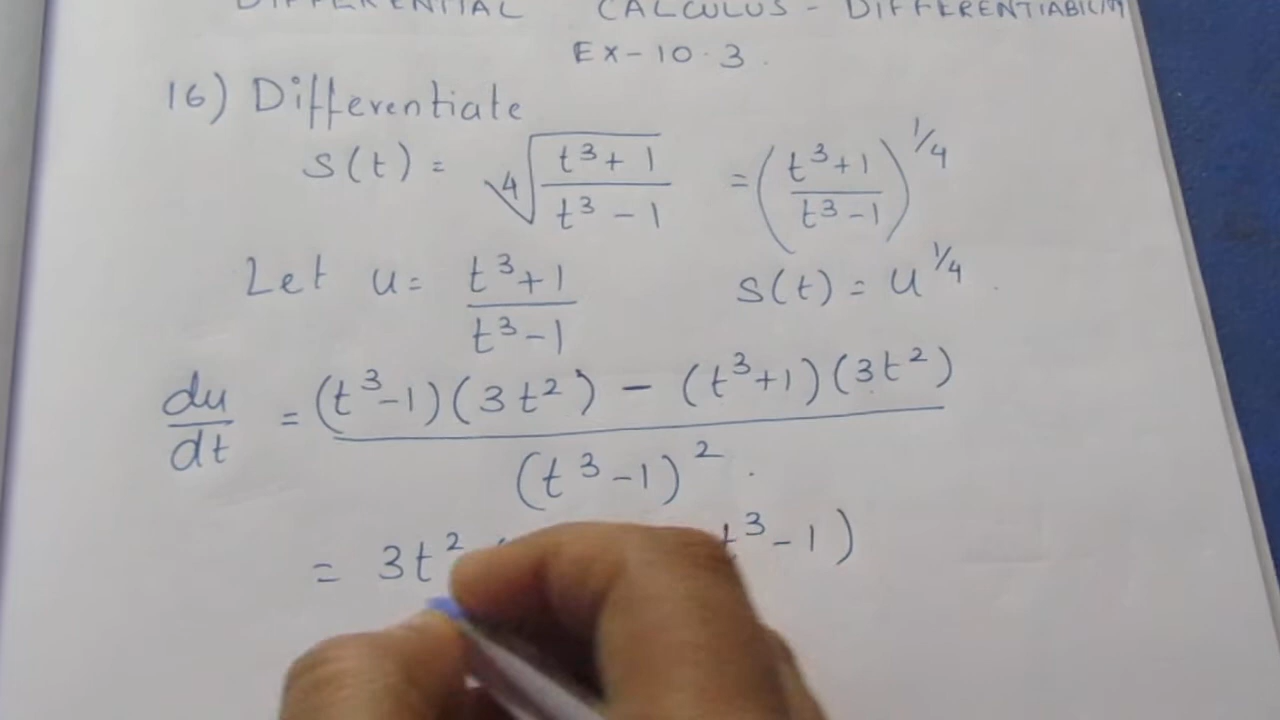 DIFFERENTIAL CALCULUS - DIFFERENTIABILITY
EX-10.3.
16) Differentiate
s(t) = ∜((t³+1)/(t³-1)) = ((t³+1)/(t³-1))^(1/4)
Let u = (t³+1)/(t³-1) s(t) = u^(1/4).
du/dt = ((t³-1)(3t²) - (t³+1)(3t²))/(t³-1)².
= 3t² t³-1)